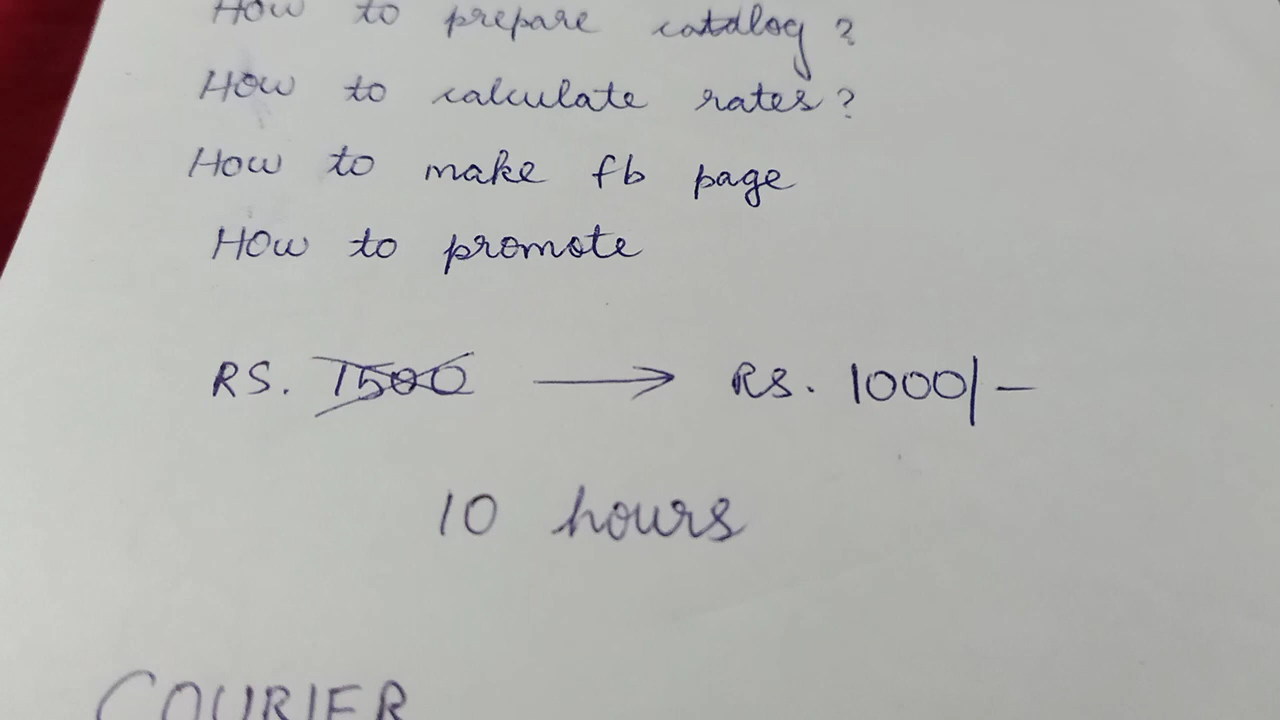 How to prepare catalog?
How to calculate rates?
How to make fb page
How to promote
RS. 1500 → RS. 1000/-
10 hours
COURIER